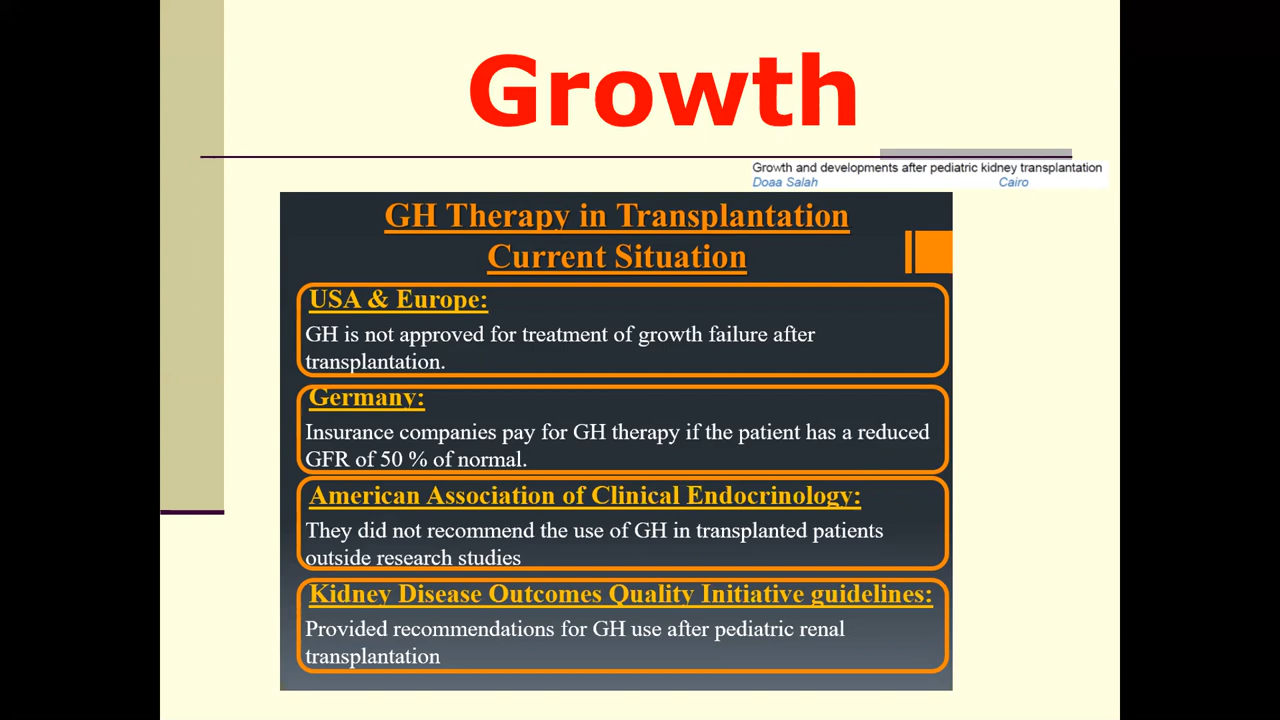 Growth
Growth and developments after pediatric kidney transplantation
Doaa Salah Cairo
GH Therapy in Transplantation
Current Situation
USA & Europe:
GH is not approved for treatment of growth failure after
transplantation.
Germany:
Insurance companies pay for GH therapy if the patient has a reduced
GFR of 50 % of normal.
American Association of Clinical Endocrinology:
They did not recommend the use of GH in transplanted patients
outside research studies
Kidney Disease Outcomes Quality Initiative guidelines:
Provided recommendations for GH use after pediatric renal
transplantation